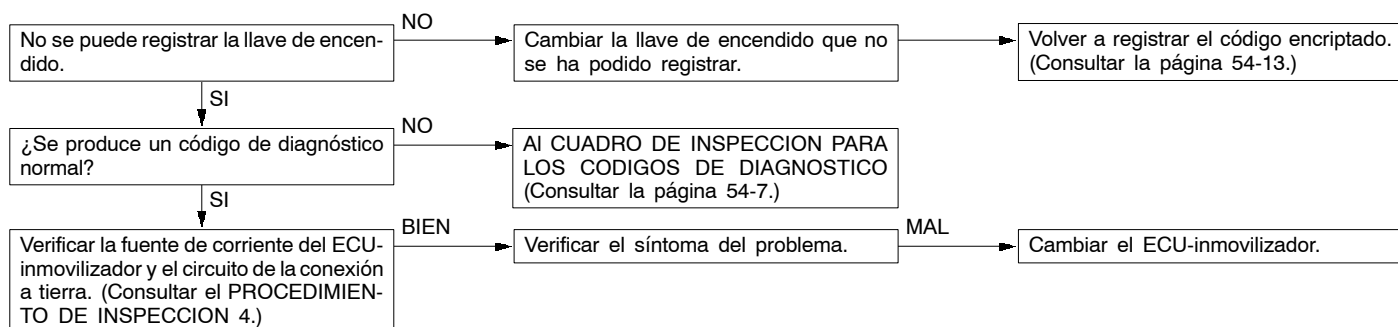 No se puede registrar la llave de encen-
dido.
NO
Cambiar la llave de encendido que no
se ha podido registrar.
Volver a registrar el código encriptado.
(Consultar la página 54-13.)
SI
¿Se produce un código de diagnóstico
normal?
NO
Al CUADRO DE INSPECCION PARA
LOS CODIGOS DE DIAGNOSTICO
(Consultar la página 54-7.)
SI
Verificar la fuente de corriente del ECU-
inmovilizador y el circuito de la conexión
a tierra. (Consultar el PROCEDIMIEN-
TO DE INSPECCION 4.)
BIEN
Verificar el síntoma del problema.
MAL
Cambiar el ECU-inmovilizador.